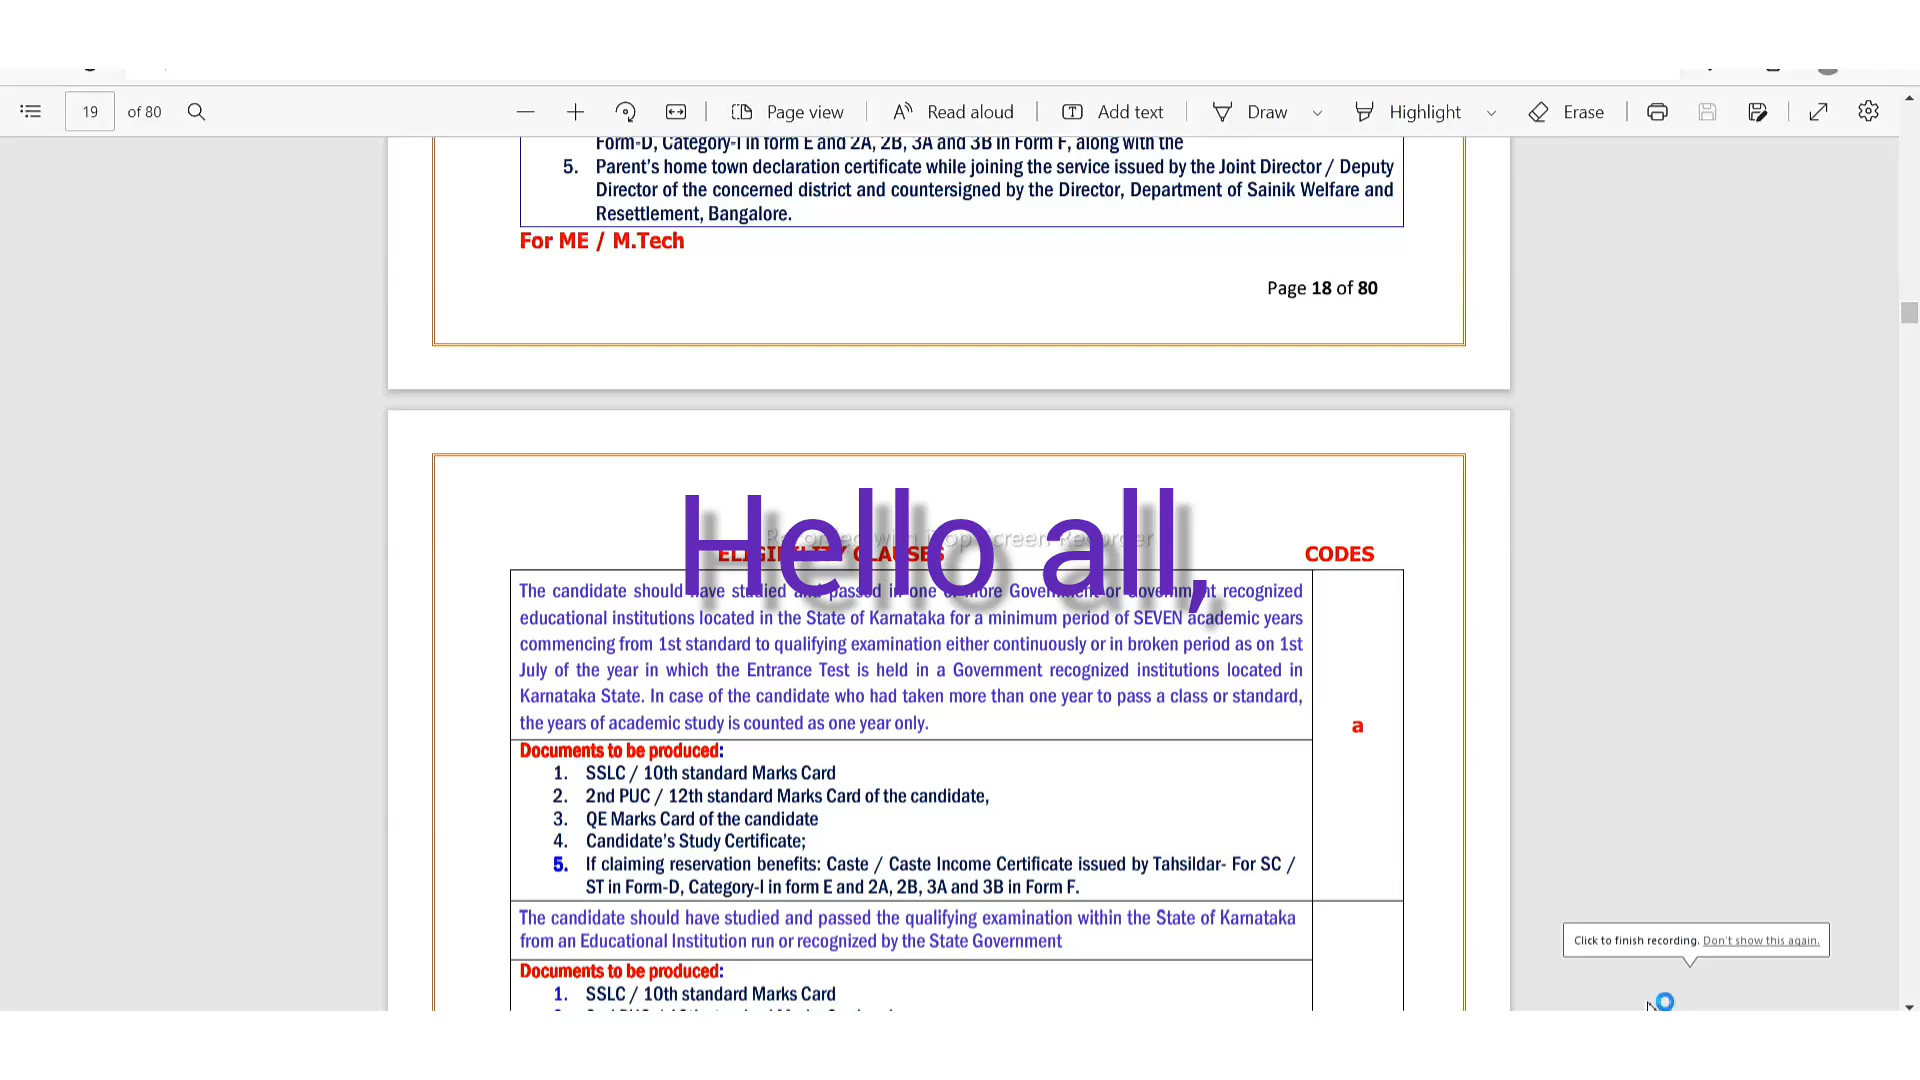 19 of 80
Page view
Read aloud
Add text
Draw
Highlight
Erase
Form-D, Category-I in form E and 2A, 2B, 3A and 3B in Form F, along with the
5. Parent's home town declaration certificate while joining the service issued by the Joint Director / Deputy
Director of the concerned district and countersigned by the Director, Department of Sainik Welfare and
Resettlement, Bangalore.
For ME / M.Tech
Page 18 of 80
Hello all,
ELIGIBILITY CLAUSES CODES
The candidate should have studied and passed in one or more Government or Government recognized
educational institutions located in the State of Karnataka for a minimum period of SEVEN academic years
commencing from 1st standard to qualifying examination either continuously or in broken period as on 1st
July of the year in which the Entrance Test is held in a Government recognized institutions located in
Karnataka State. In case of the candidate who had taken more than one year to pass a class or standard,
the years of academic study is counted as one year only.
a
Documents to be produced:
1. SSLC / 10th standard Marks Card
2. 2nd PUC / 12th standard Marks Card of the candidate,
3. QE Marks Card of the candidate
4. Candidate's Study Certificate;
5. If claiming reservation benefits: Caste / Caste Income Certificate issued by Tahsildar- For SC /
ST in Form-D, Category-I in form E and 2A, 2B, 3A and 3B in Form F.
The candidate should have studied and passed the qualifying examination within the State of Karnataka
from an Educational Institution run or recognized by the State Government
Documents to be produced:
1. SSLC / 10th standard Marks Card
Click to finish recording. Don't show this again.